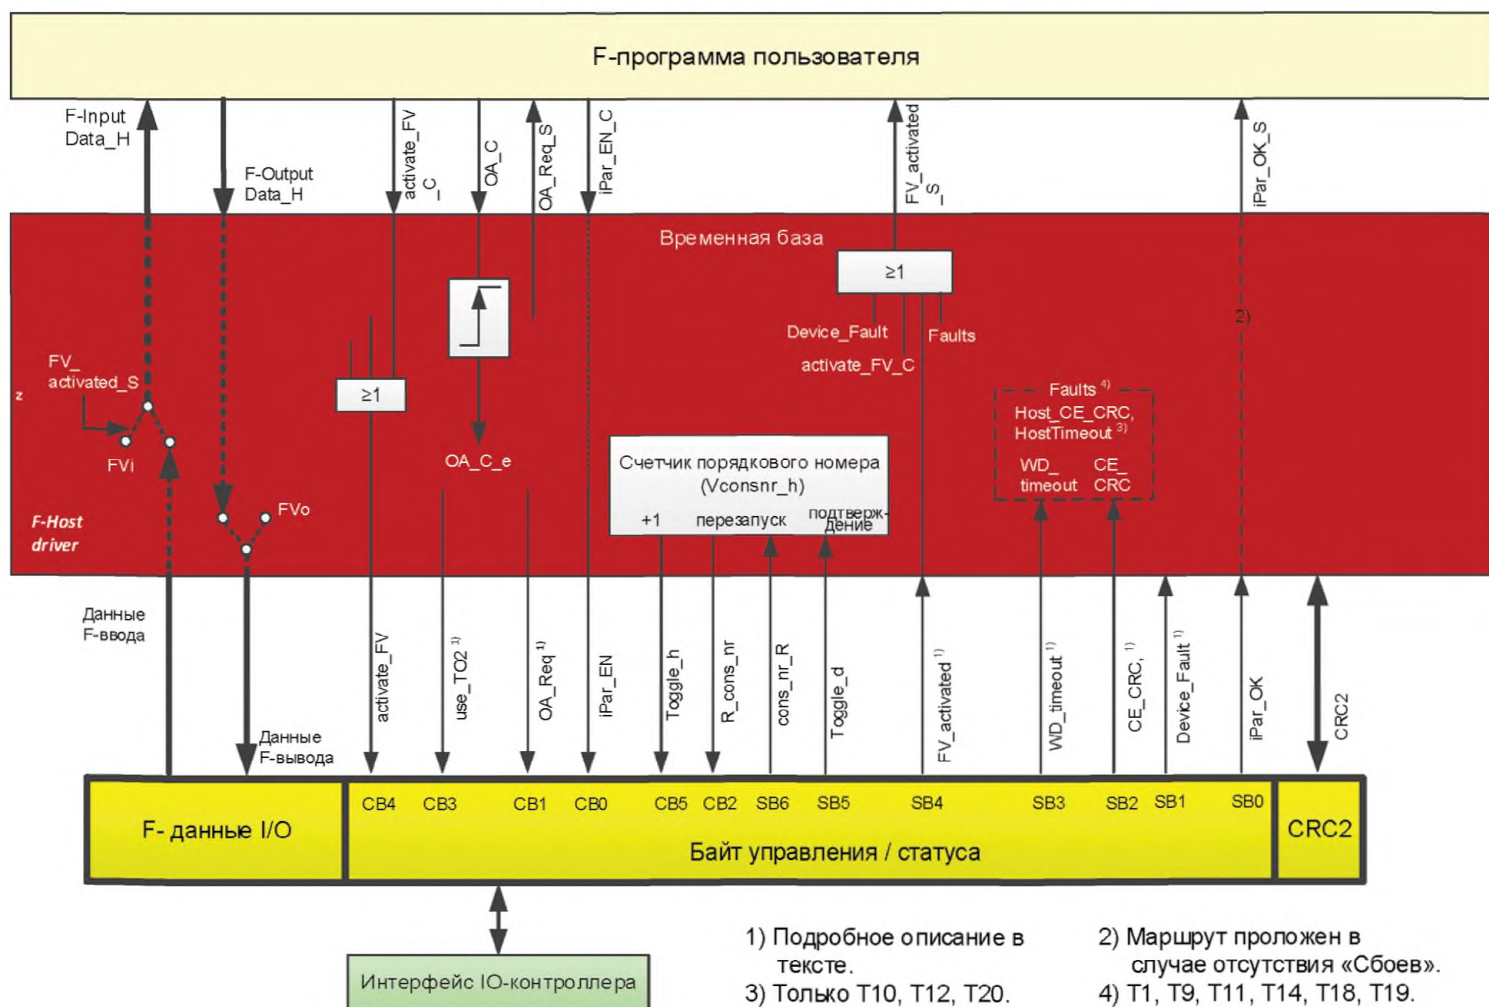 F-программа пользователя
F-Input
Data_H
F-Output
Data_H
activate_FV
_C
OA_C
OA_Req_S
iPar_EN_C
FV_activated
_S
iPar_OK_S
Временная база
≥1
Device_Fault
Faults
activate_FV_C
2)
FV_
activated_S
z
≥1
Faults 4)
Host_CE_CRC,
HostTimeout 3)
WD_
timeout
CE_
CRC
FVi
OA_C_e
Счетчик порядкового номера
(Vconsnr_h)
+1
перезапуск
подтверж-
дение
FVo
F-Host
driver
Данные
F-ввода
Данные
F-вывода
activate_FV
use_TO2 1)
OA_Req 1)
iPar_EN
Toggle_h
R_cons_nr
cons_nr_R
Toggle_d
FV_activated 1)
WD_timeout 1)
CE_CRC, 1)
Device_Fault 1)
iPar_OK
CRC2
CB4 CB3 CB1 CB0 CB5 CB2 SB6 SB5 SB4 SB3 SB2 SB1 SB0
F- данные I/O
Байт управления / статуса
CRC2
Интерфейс IO-контроллера
1) Подробное описание в
тексте.
2) Маршрут проложен в
случае отсутствия «Сбоев».
3) Только T10, T12, T20.
4) T1, T9, T11, T14, T18, T19.